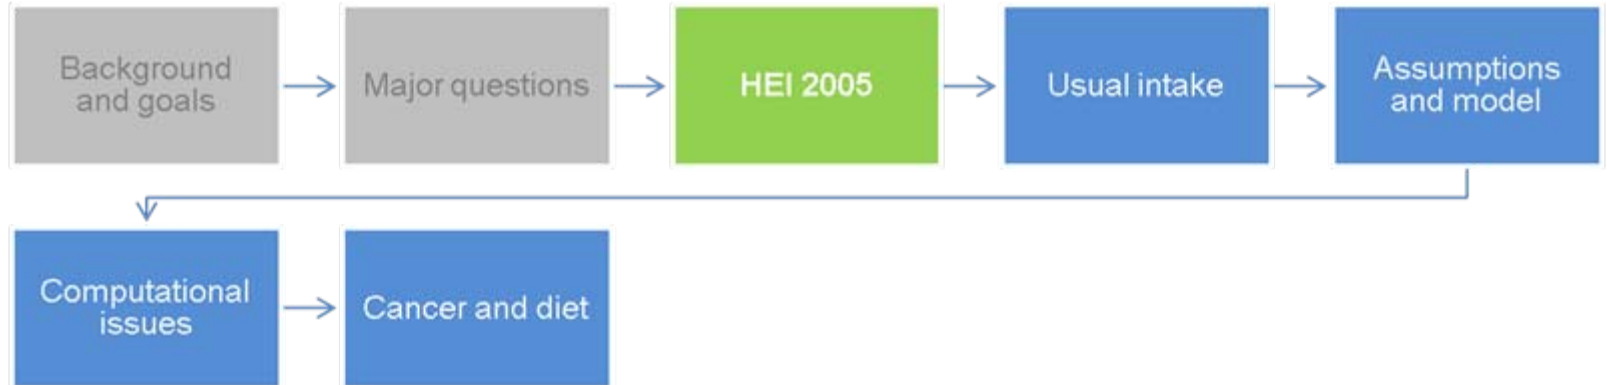 Background
and goals
Major questions
HEI 2005
Usual intake
Assumptions
and model
Computational
issues
Cancer and diet